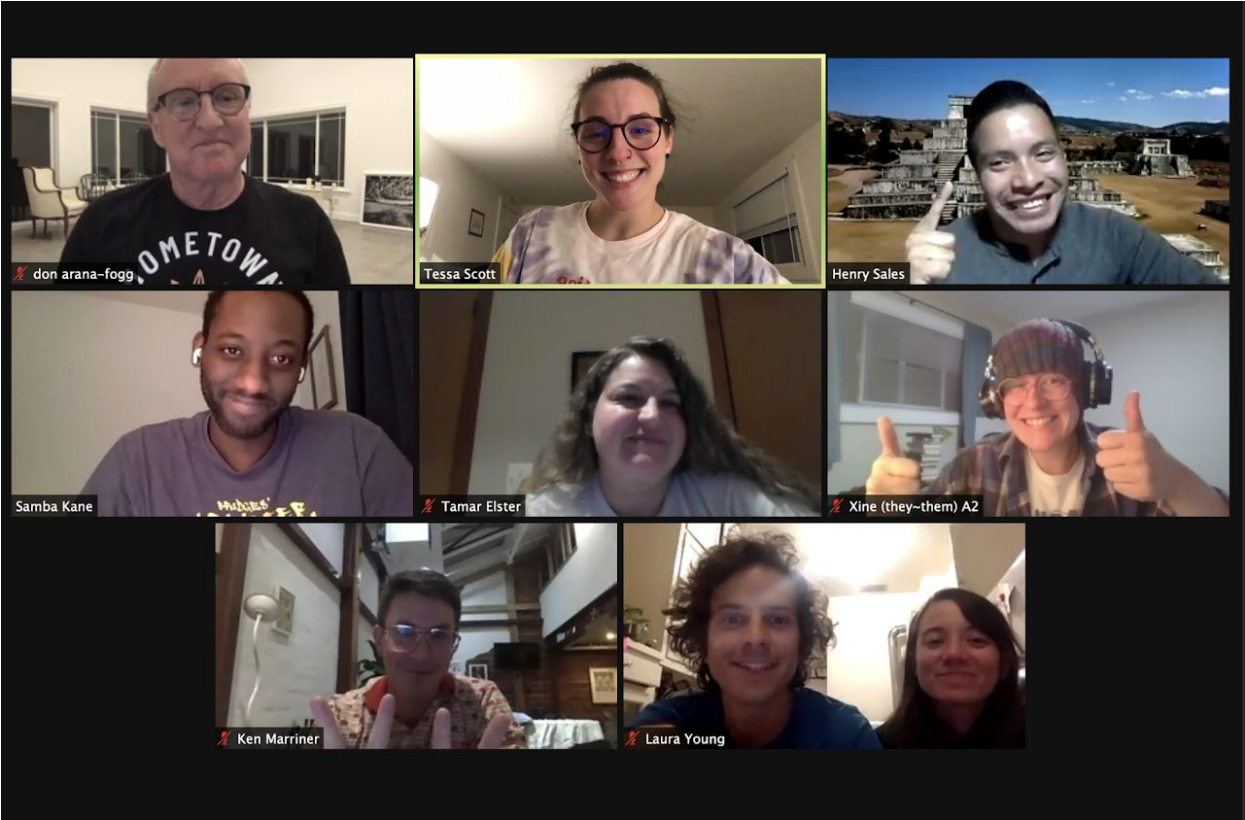 OMETOW
don arana-fogg
Tessa Scott
Henry Sales
Samba Kane
Tamar Elster
Xine (they~them) A2
Ken Marriner
Laura Young